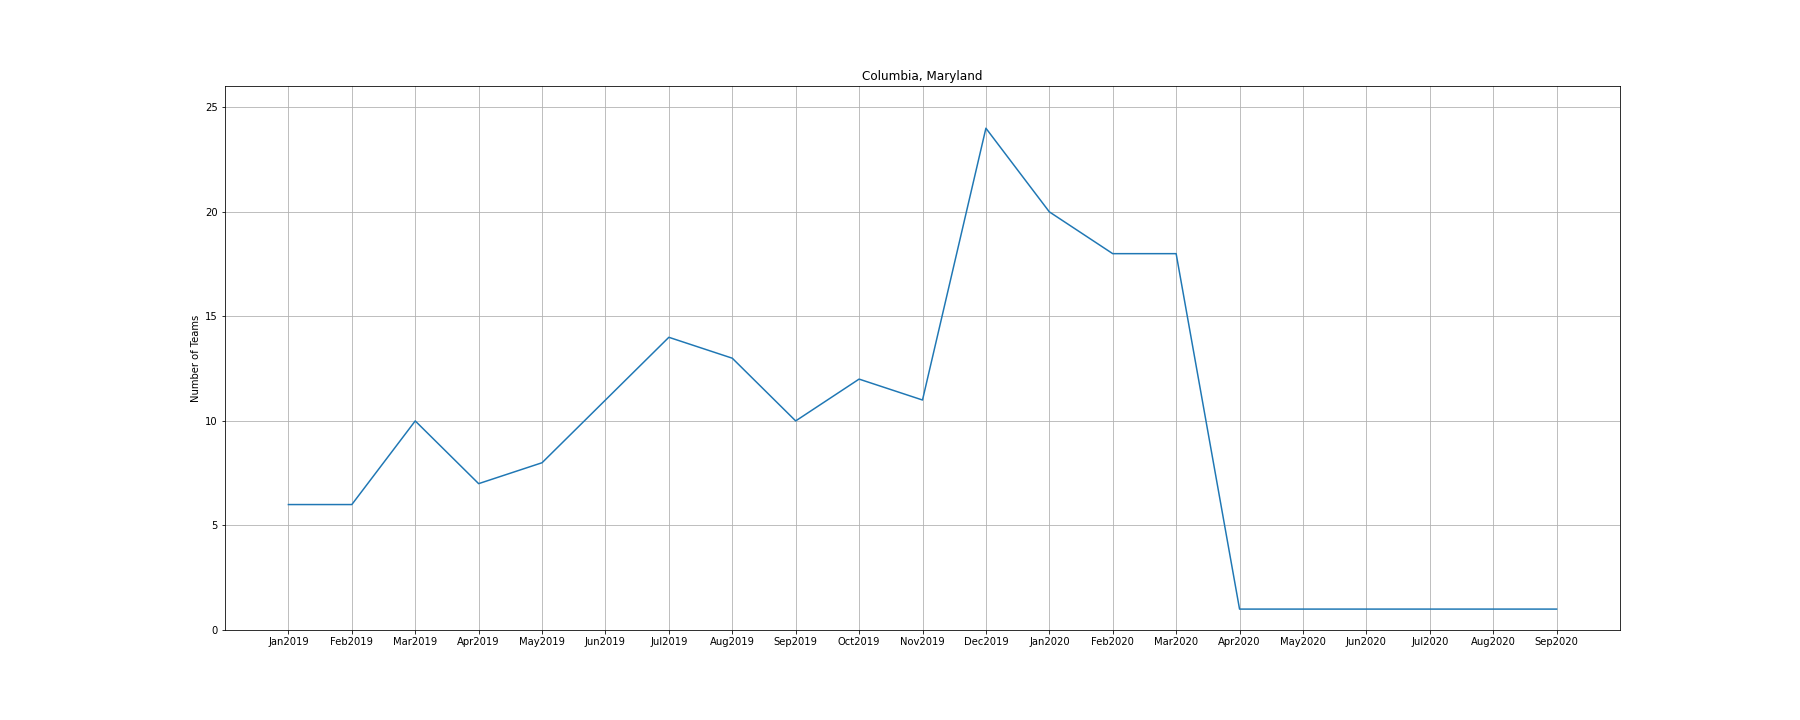 Columbia, Maryland
Number of Teams
25
20
15
10
5
0
Jan2019 Feb2019 Mar2019 Apr2019 May2019 Jun2019 Jul2019 Aug2019 Sep2019 Oct2019 Nov2019 Dec2019 Jan2020 Feb2020 Mar2020 Apr2020 May2020 Jun2020 Jul2020 Aug2020 Sep2020